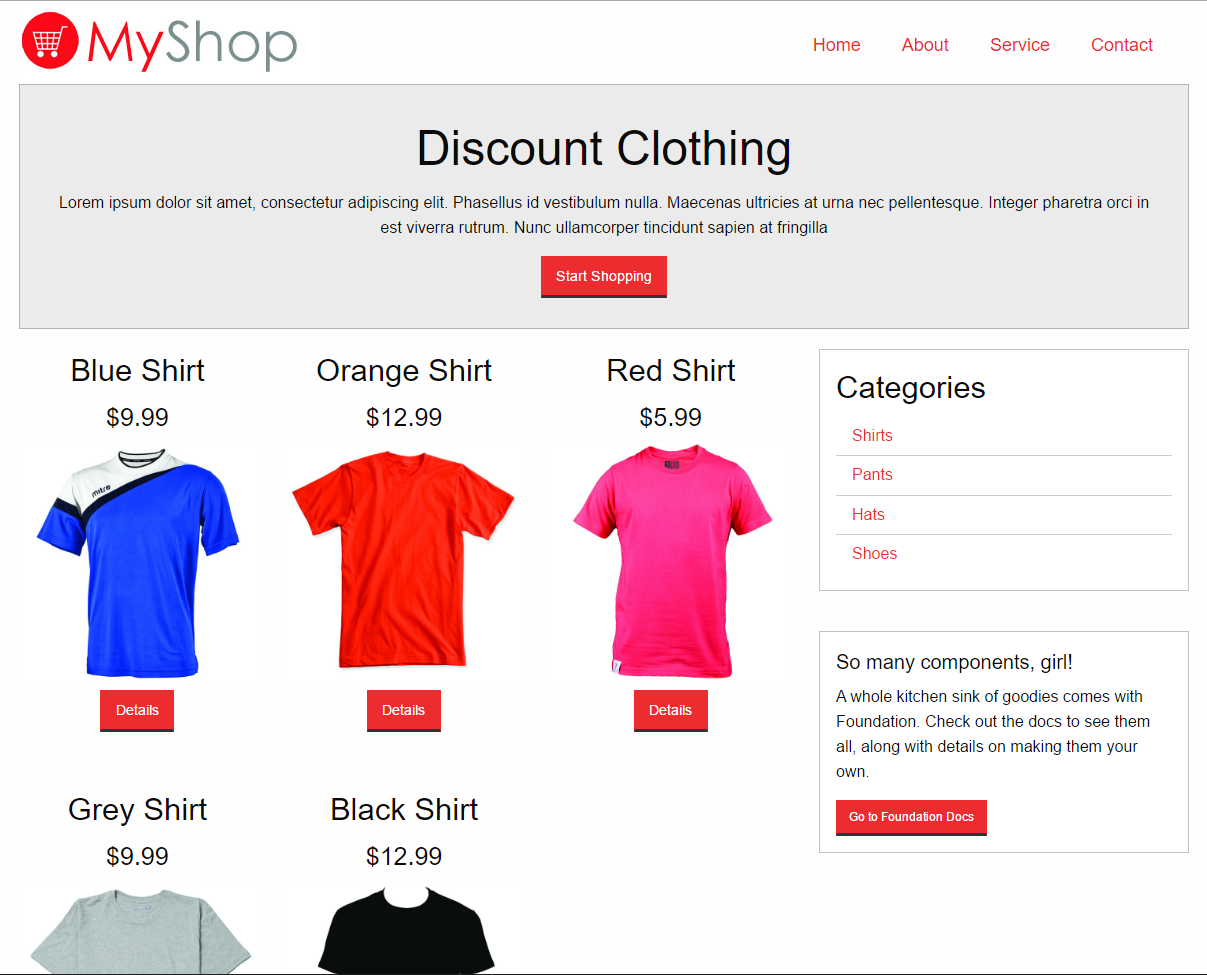 MyShop
Home About Service Contact
Discount Clothing
Lorem ipsum dolor sit amet, consectetur adipiscing elit. Phasellus id vestibulum nulla. Maecenas ultricies at urna nec pellentesque. Integer pharetra orci in
est viverra rutrum. Nunc ullamcorper tincidunt sapien at fringilla
Start Shopping
Blue Shirt
$9.99
mitre
Details
Orange Shirt
$12.99
Details
Red Shirt
$5.99
Details
Grey Shirt
$9.99
Black Shirt
$12.99
Categories
Shirts
Pants
Hats
Shoes
So many components, girl!
A whole kitchen sink of goodies comes with
Foundation. Check out the docs to see them
all, along with details on making them your
own.
Go to Foundation Docs